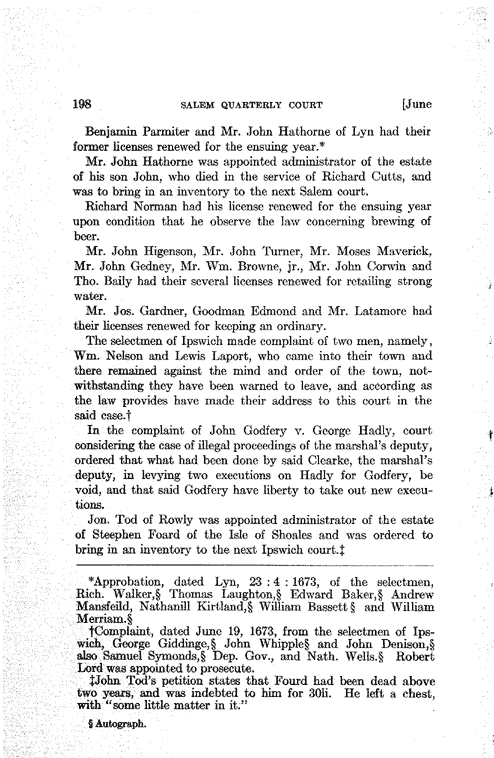 198 SALEM QUARTERLY COURT [June
Benjamin Parmiter and Mr. John Hathorne of Lyn had their
former licenses renewed for the ensuing year.*
Mr. John Hathorne was appointed administrator of the estate
of his son John, who died in the service of Richard Cutts, and
was to bring in an inventory to the next Salem court.
Richard Norman had his license renewed for the ensuing year
upon condition that he observe the law concerning brewing of
beer.
Mr. John Higenson, Mr. John Turner, Mr. Moses Maverick,
Mr. John Gedney, Mr. Wm. Browne, jr., Mr. John Corwin and
Tho. Baily had their several licenses renewed for retailing strong
water.
Mr. Jos. Gardner, Goodman Edmond and Mr. Latamore had
their licenses renewed for keeping an ordinary.
The selectmen of Ipswich made complaint of two men, namely,
Wm. Nelson and Lewis Laport, who came into their town and
there remained against the mind and order of the town, not-
withstanding they have been warned to leave, and according as
the law provides have made their address to this court in the
said case.†
In the complaint of John Godfery v. George Hadly, court
considering the case of illegal proceedings of the marshal's deputy,
ordered that what had been done by said Clearke, the marshal's
deputy, in levying two executions on Hadly for Godfery, be
void, and that said Godfery have liberty to take out new execu-
tions.
Jon. Tod of Rowly was appointed administrator of the estate
of Steephen Foard of the Isle of Shoales and was ordered to
bring in an inventory to the next Ipswich court.‡
*Approbation, dated Lyn, 23 : 4 : 1673, of the selectmen,
Rich. Walker,§ Thomas Laughton,§ Edward Baker,§ Andrew
Mansfeild, Nathanill Kirtland,§ William Bassett § and William
Merriam.§
†Complaint, dated June 19, 1673, from the selectmen of Ips-
wich, George Giddinge,§ John Whipple§ and John Denison,§
also Samuel Symonds,§ Dep. Gov., and Nath. Wells.§ Robert
Lord was appointed to prosecute.
‡John Tod's petition states that Fourd had been dead above
two years, and was indebted to him for 30li. He left a chest,
with "some little matter in it."
§ Autograph.